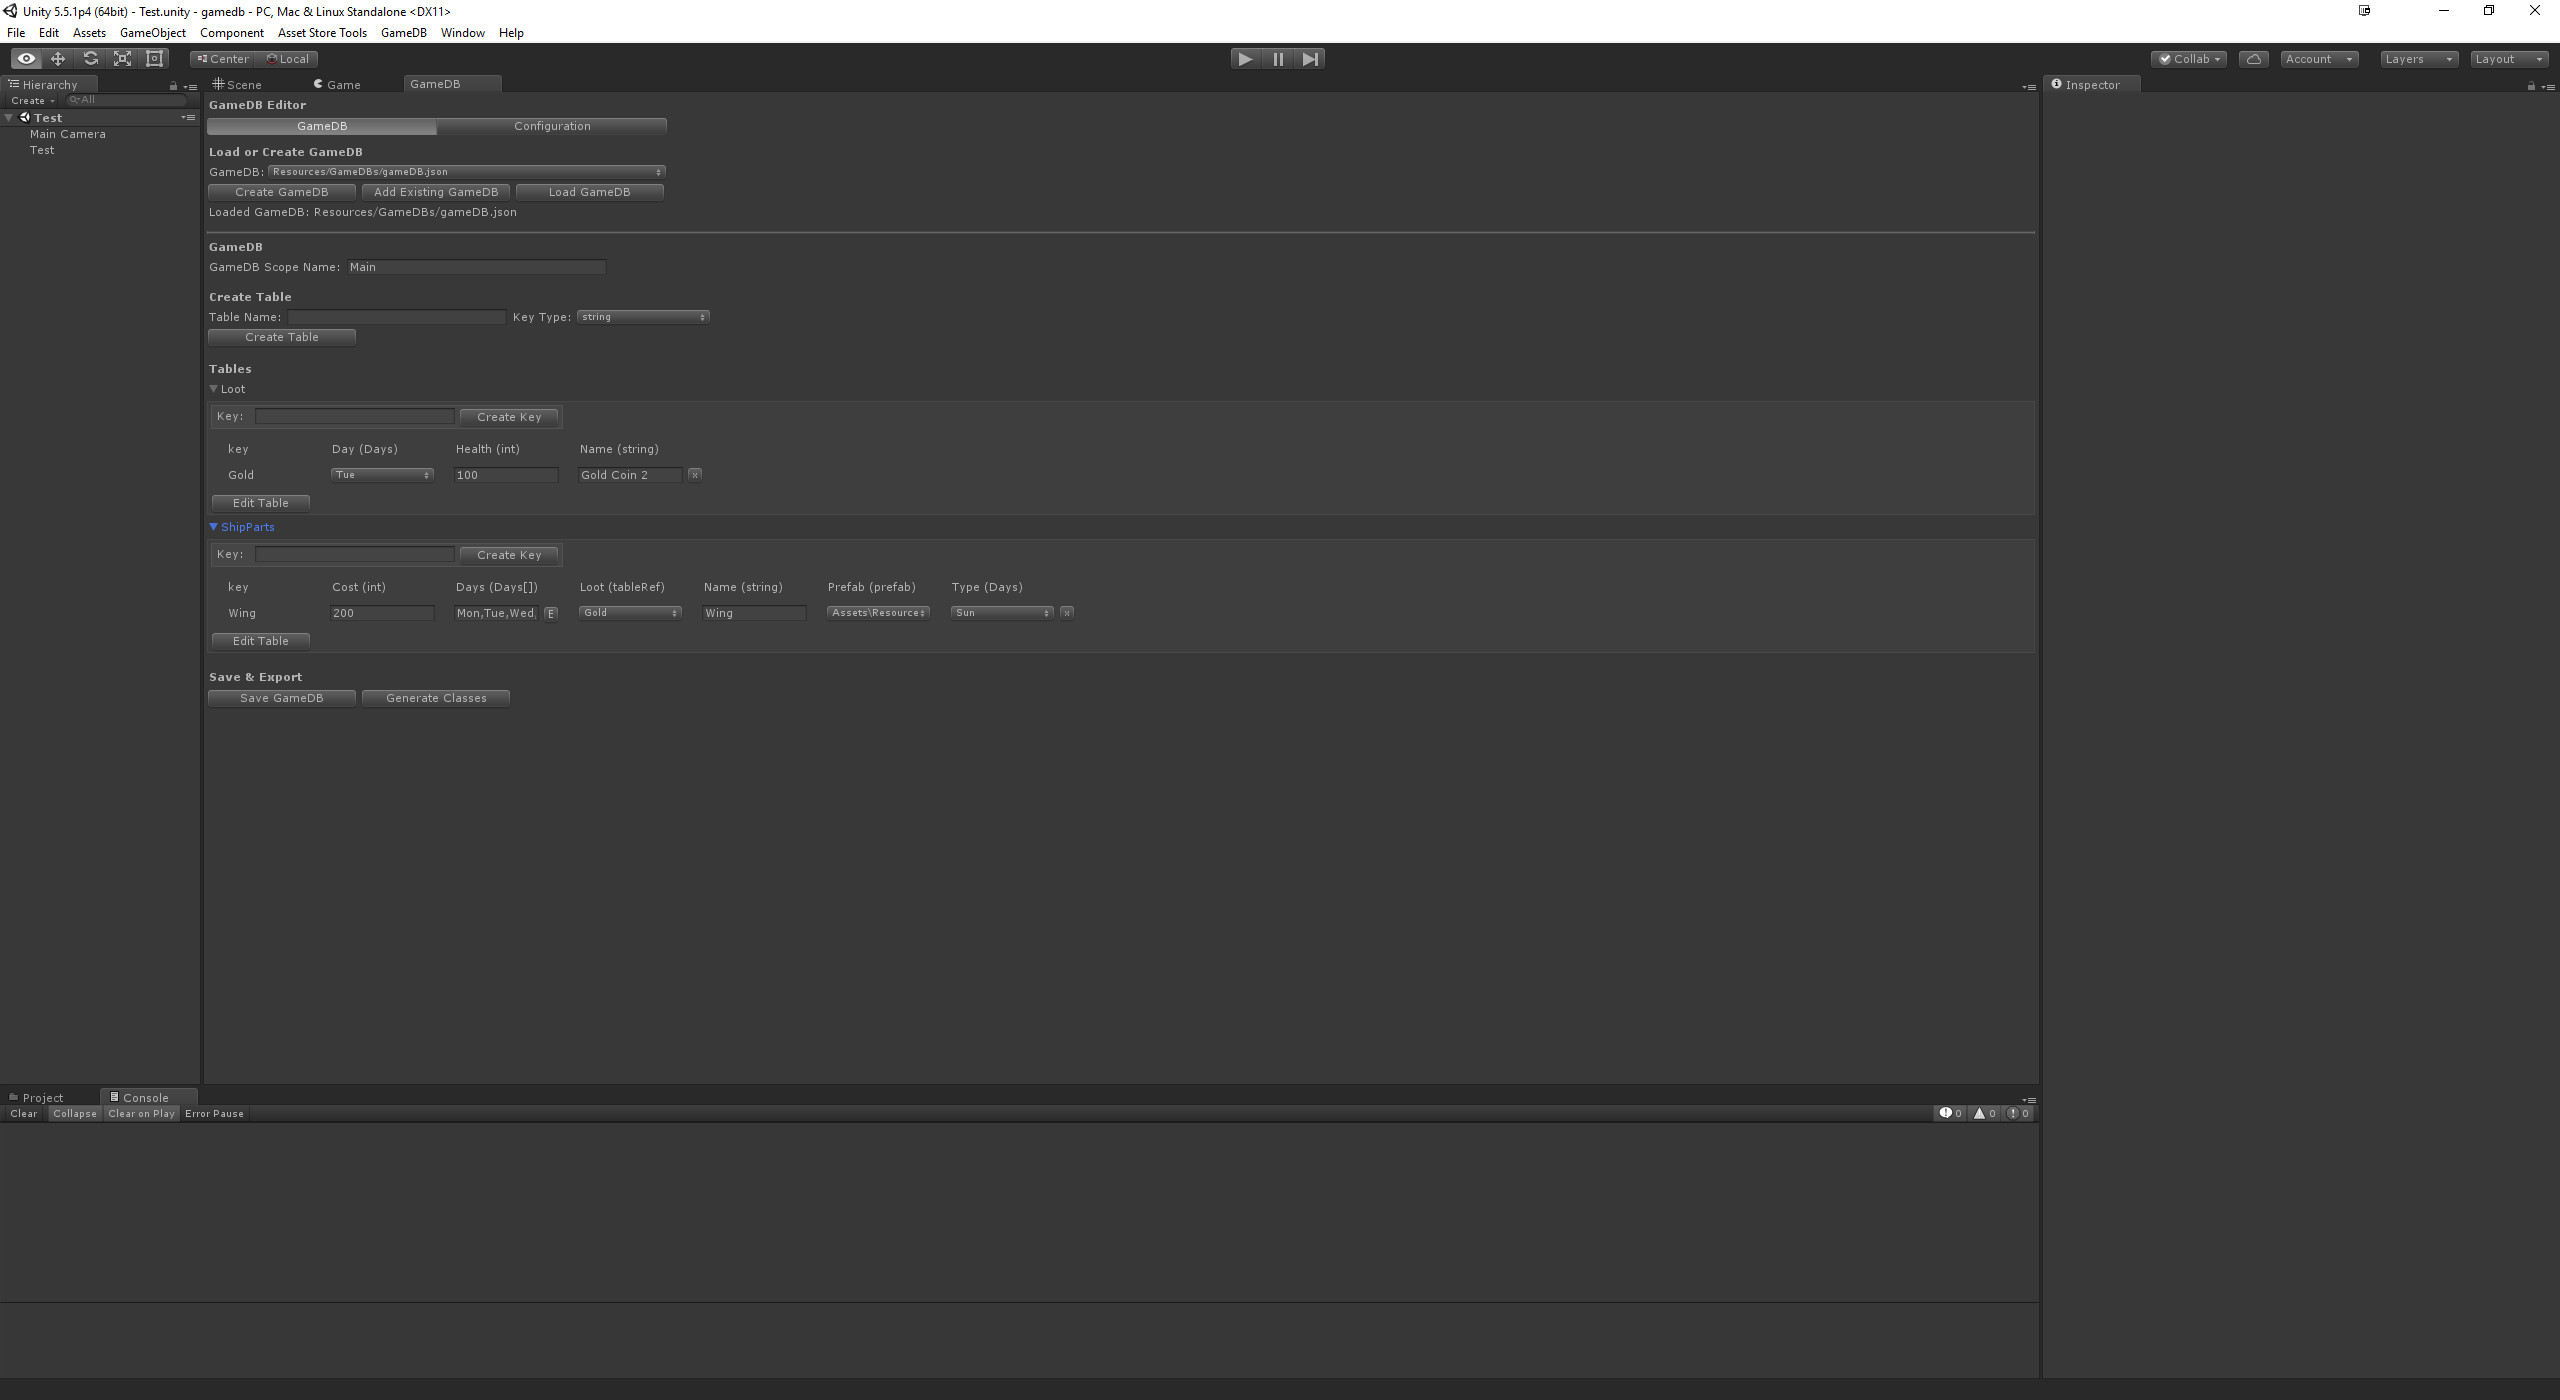 Unity 5.5.1p4 (64bit) - Test.unity - gamedb - PC, Mac & Linux Standalone <DX11>
File Edit Assets GameObject Component Asset Store Tools GameDB Window Help
Center Local Collab Account Layers Layout
Hierarchy Scene Game GameDB Inspector
Create All
Test
Main Camera
Test
GameDB Editor
GameDB Configuration
Load or Create GameDB
GameDB: Resources/GameDBs/gameDB.json
Create GameDB Add Existing GameDB Load GameDB
Loaded GameDB: Resources/GameDBs/gameDB.json
GameDB
GameDB Scope Name: Main
Create Table
Table Name: Key Type: string
Create Table
Tables
Loot
Key: Create Key
key Day (Days) Health (int) Name (string)
Gold Tue 100 Gold Coin 2 x
Edit Table
ShipParts
Key: Create Key
key Cost (int) Days (Days[]) Loot (tableRef) Name (string) Prefab (prefab) Type (Days)
Wing 200 Mon,Tue,Wed, E Gold Wing Assets\Resource Sun x
Edit Table
Save & Export
Save GameDB Generate Classes
Project Console
Clear Collapse Clear on Play Error Pause 0 0 0